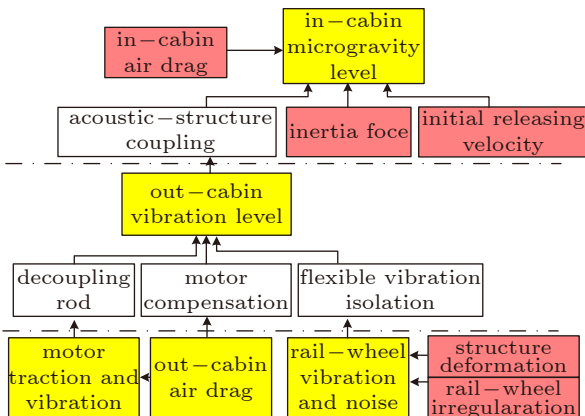 in−cabin
air drag
in−cabin
microgravity
level
acoustic−structure
coupling
inertia foce
initial releasing
velocity
out−cabin
vibration level
decoupling
rod
motor
compensation
flexible vibration
isolation
motor
traction and
vibration
out−cabin
air drag
rail−wheel
vibration
and noise
structure
deformation
rail−wheel
irregularation